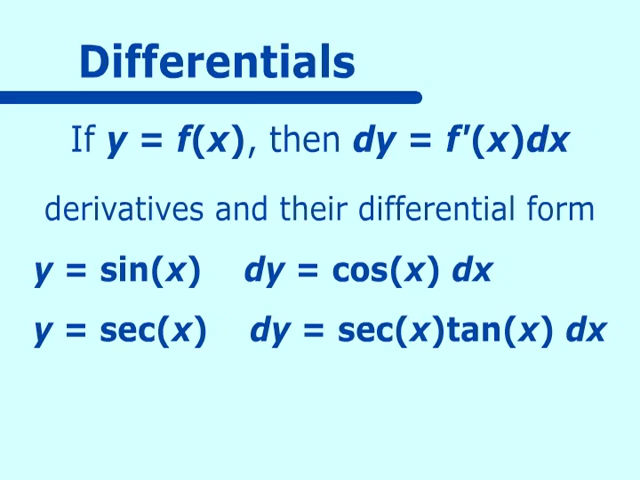 Differentials
If y = f(x), then dy = f'(x)dx
derivatives and their differential form
y = sin(x) dy = cos(x) dx
y = sec(x) dy = sec(x)tan(x) dx